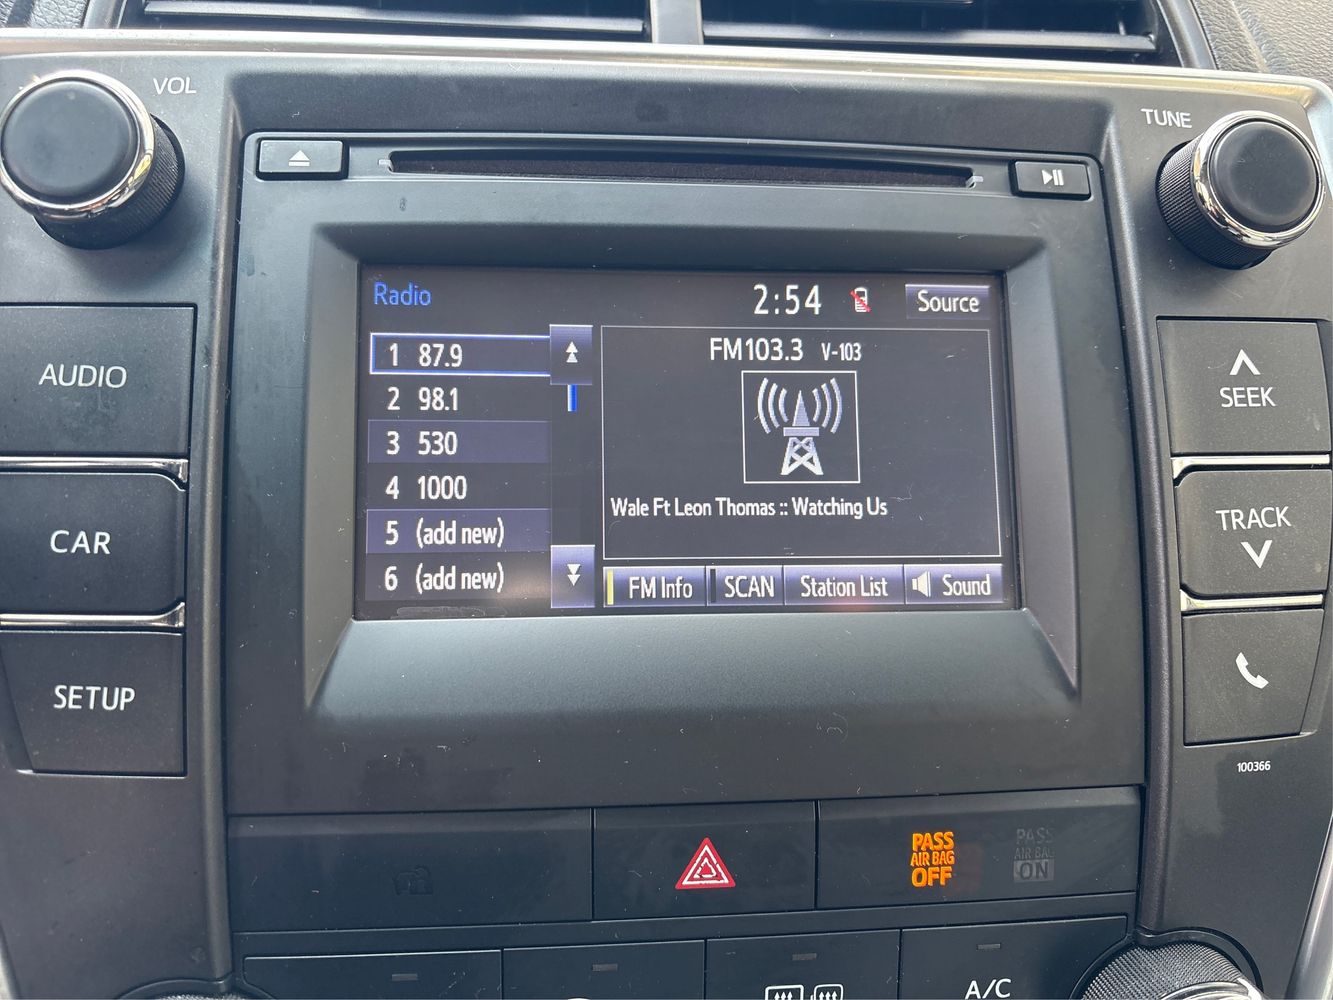 VOL
TUNE
Radio
2:54
Source
1 87.9
2 98.1
3 530
4 1000
5 (add new)
6 (add new)
FM103.3 V-103
Wale Ft Leon Thomas :: Watching Us
FM Info
SCAN
Station List
Sound
AUDIO
CAR
SETUP
SEEK
TRACK
100366
PASS
AIR BAG
OFF
PASS
AIR BAG
ON
A/C